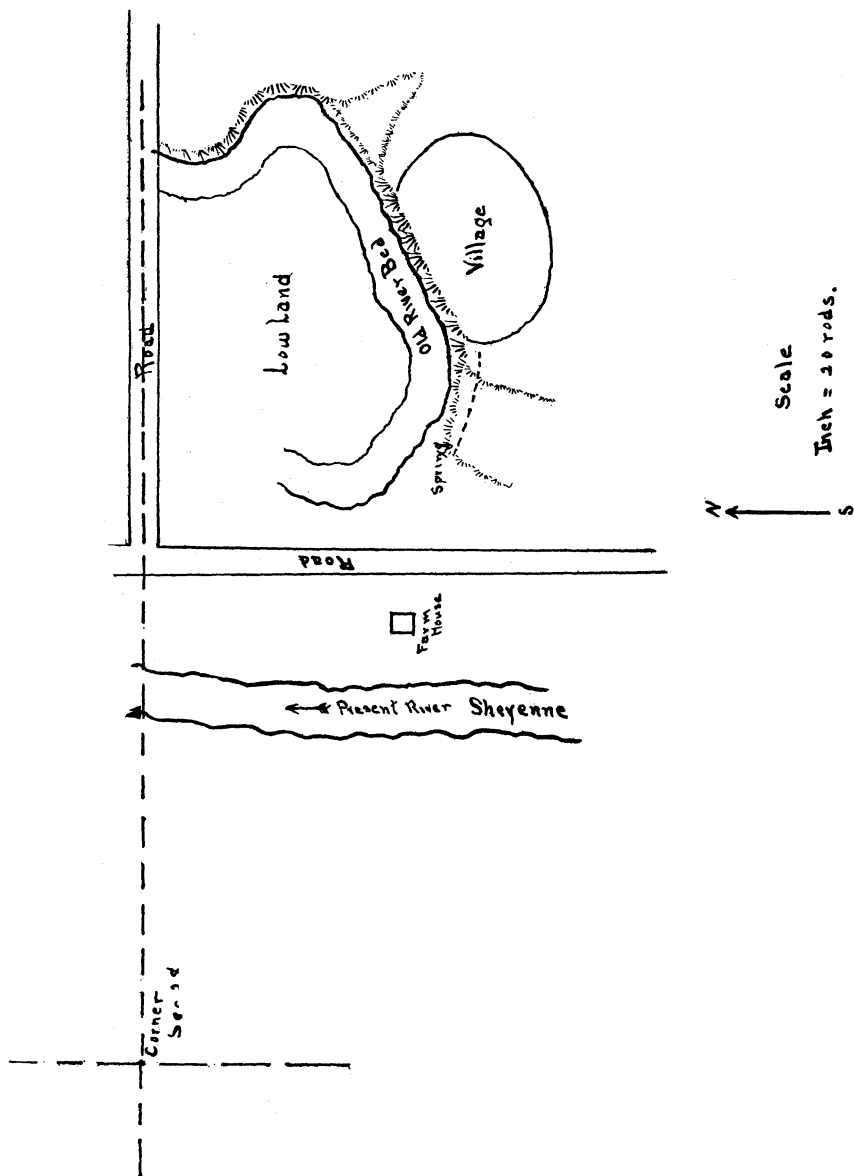 Road
Low Land
Old River Bed
Village
Spring
Road
Farm
House
Present River Sheyenne
Corner
N
S
Scale
Inch = 20 rods.